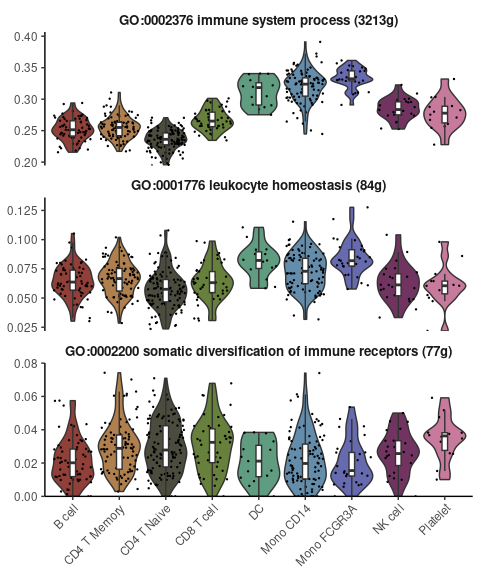 GO:0002376 immune system process (3213g)
0.40
0.35
0.30
0.25
0.20
GO:0001776 leukocyte homeostasis (84g)
0.125
0.100
0.075
0.050
0.025
GO:0002200 somatic diversification of immune receptors (77g)
0.08
0.06
0.04
0.02
0.00
B cell
CD4 T Memory
CD4 T Naive
CD8 T cell
DC
Mono CD14
Mono FCGR3A
NK cell
Platelet